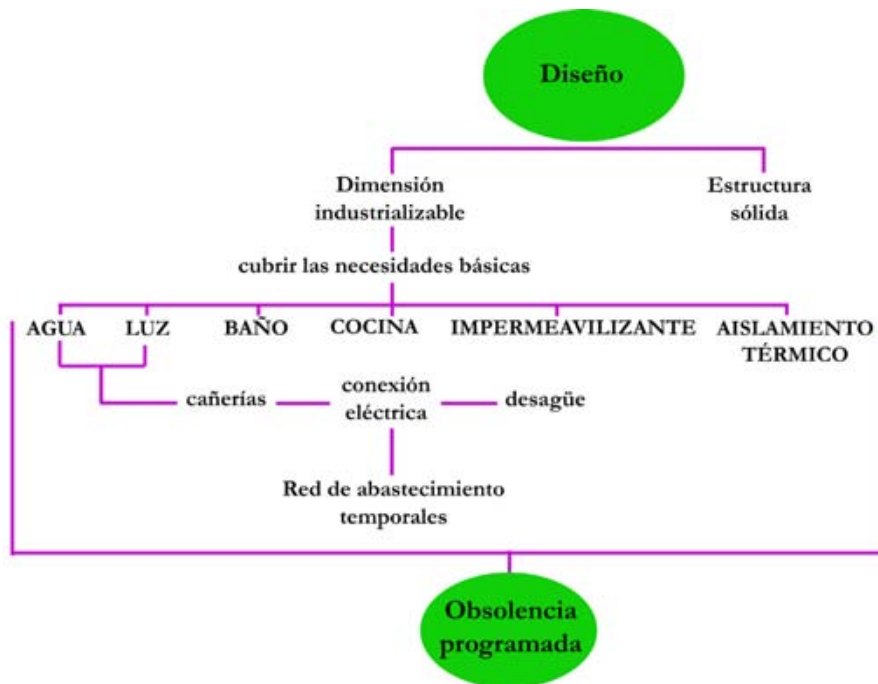 Diseño
Dimensión
industrializable
Estructura
sólida
cubrir las necesidades básicas
AGUA LUZ BAÑO COCINA IMPERMEAVILIZANTE AISLAMIENTO
TÉRMICO
cañerías
conexión
eléctrica
desagüe
Red de abastecimiento
temporales
Obsolencia
programada